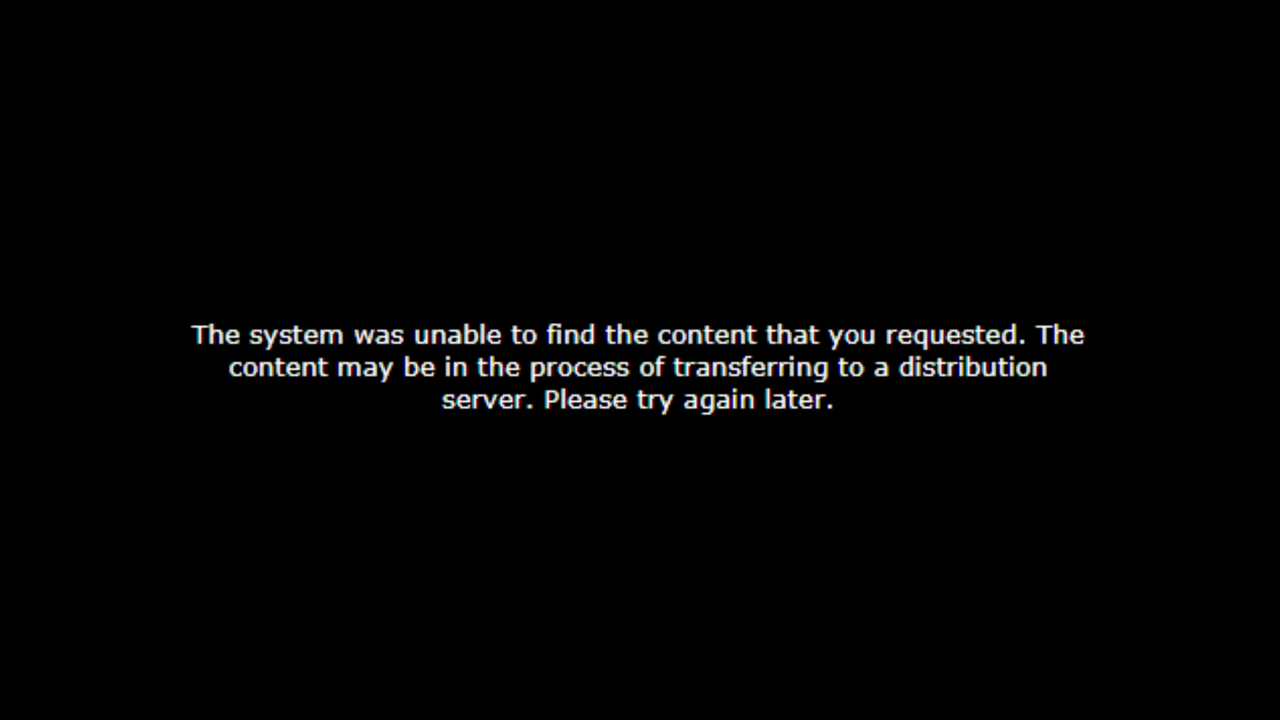 The system was unable to find the content that you requested. The
content may be in the process of transferring to a distribution
server. Please try again later.